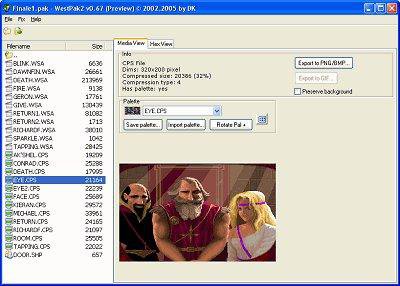 Finale1.pak - WestPak2 v0.67 (Preview) © 2002,2005 by DK
File Fix
Filename Size
..
BLINK.WSA 6636
DAWNFIN.WSA 26864
DEATH.WSA 213969
FIRE.WSA 9138
GERON.WSA 17761
GIVE.WSA 130439
RETURN1.WSA 81082
RETURN2.WSA 1713
RICHARDF.WSA 38010
SPARKLE.WSA 1042
TAPPING.WSA 28425
AK'SHEL.CPS 19209
CONRAD.CPS 25288
DEATH.CPS 17995
EYE.CPS 21164
EYE2.CPS 22239
FACE.CPS 25689
KIERAN.CPS 29572
MICHAEL.CPS 33961
RETURN.CPS 24165
RICHARDF.CPS 21097
ROOM.CPS 25505
TAPPING.CPS 22022
DOOR.SHP 657
Media View Hex View
Info
CPS File
Dims: 320x200 pixel
Compressed size: 20386 (32%)
Compression type: 4
Has palette: yes
Export to PNG/BMP...
Export to GIF...
Preserve background
Palette
EYE.CPS
Save palette... Import palette... Rotate Pal +